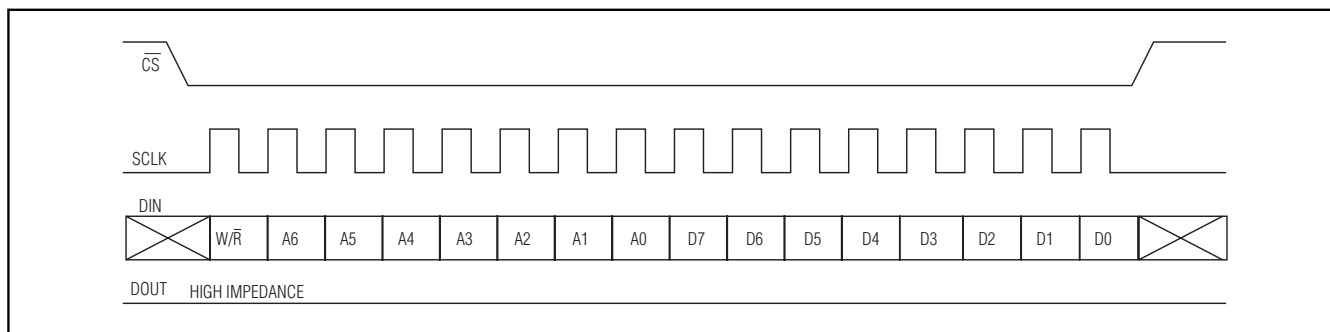 C̅S̅
SCLK
DIN
W/R̅ A6 A5 A4 A3 A2 A1 A0 D7 D6 D5 D4 D3 D2 D1 D0
DOUT HIGH IMPEDANCE